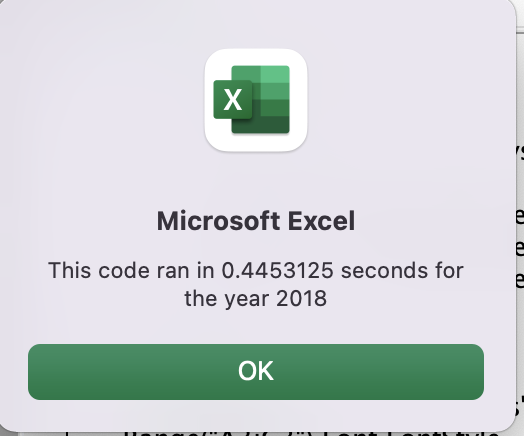 X
Microsoft Excel
This code ran in 0.4453125 seconds for
the year 2018
OK